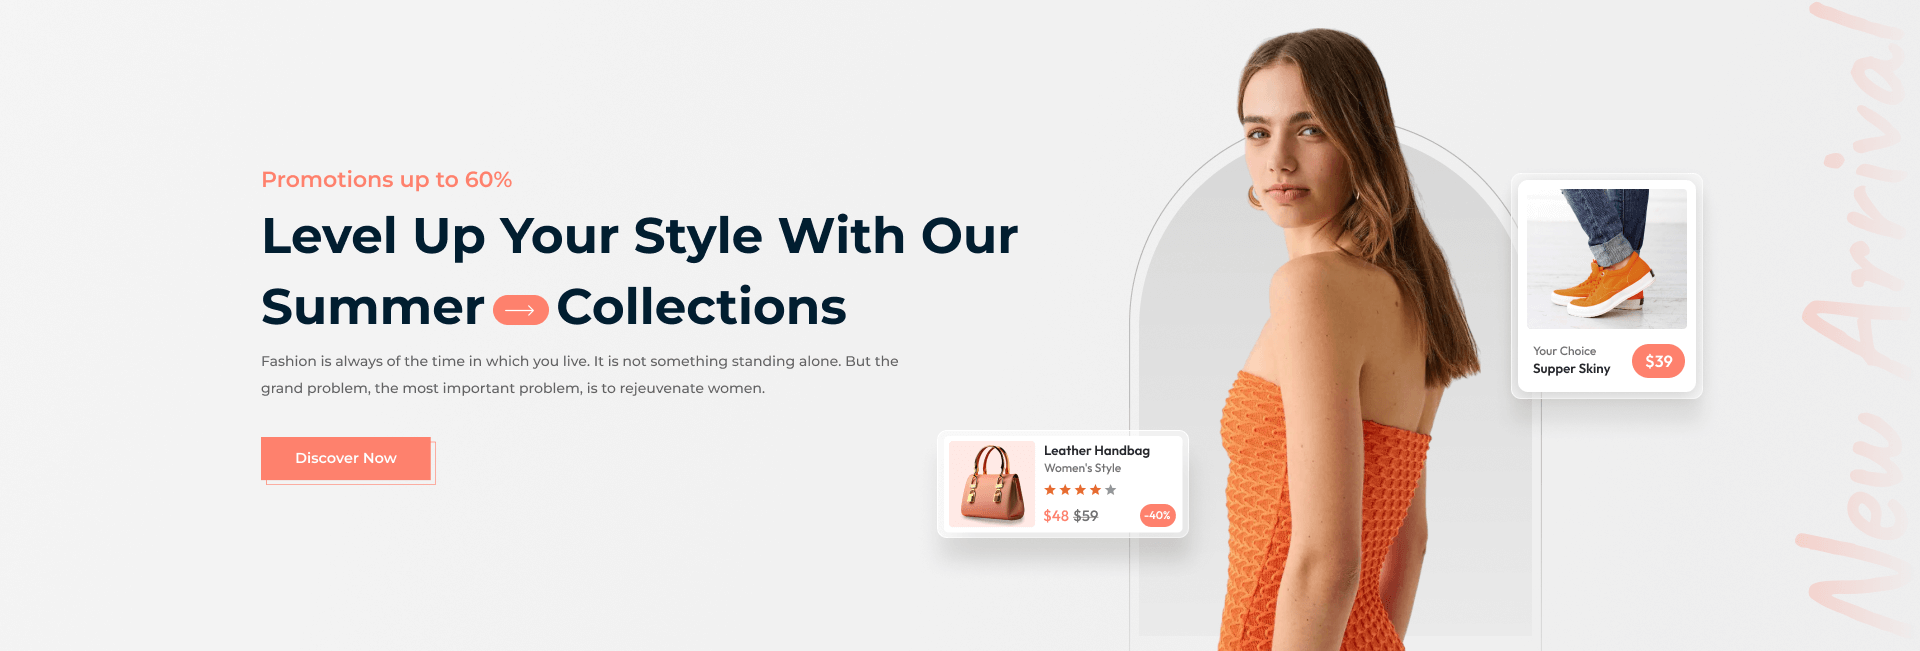 Promotions up to 60%
Level Up Your Style With Our
Summer Collections
Fashion is always of the time in which you live. It is not something standing alone. But the
grand problem, the most important problem, is to rejeuvenate women.
Discover Now
Leather Handbag
Women's Style
$48 $59
-40%
Your Choice
Supper Skiny
$39
New Arrival